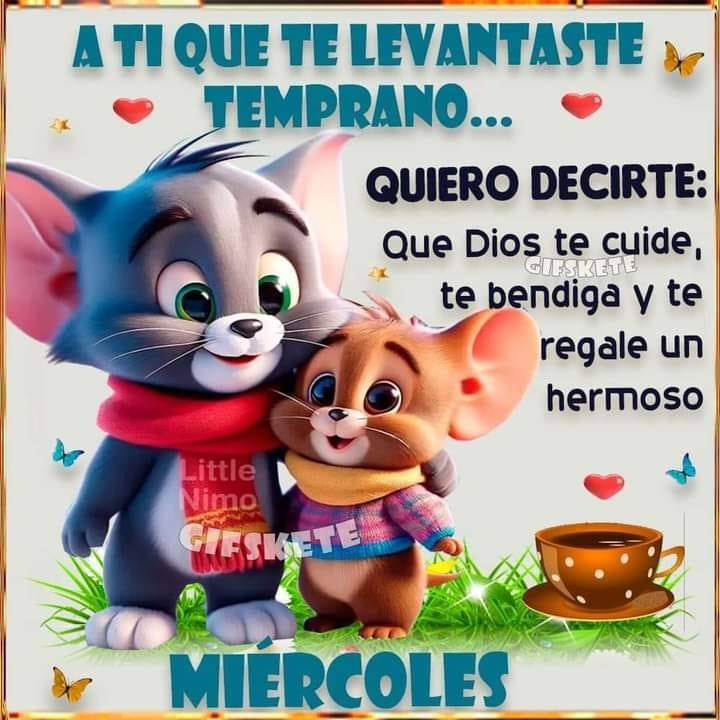 A TI QUE TE LEVANTASTE
TEMPRANO...
QUIERO DECIRTE:
Que Dios te cuide,
GIFSKETE
te bendiga y te
regale un
hermoso
Little
Nimo
GIFSKETE
MIÉRCOLES